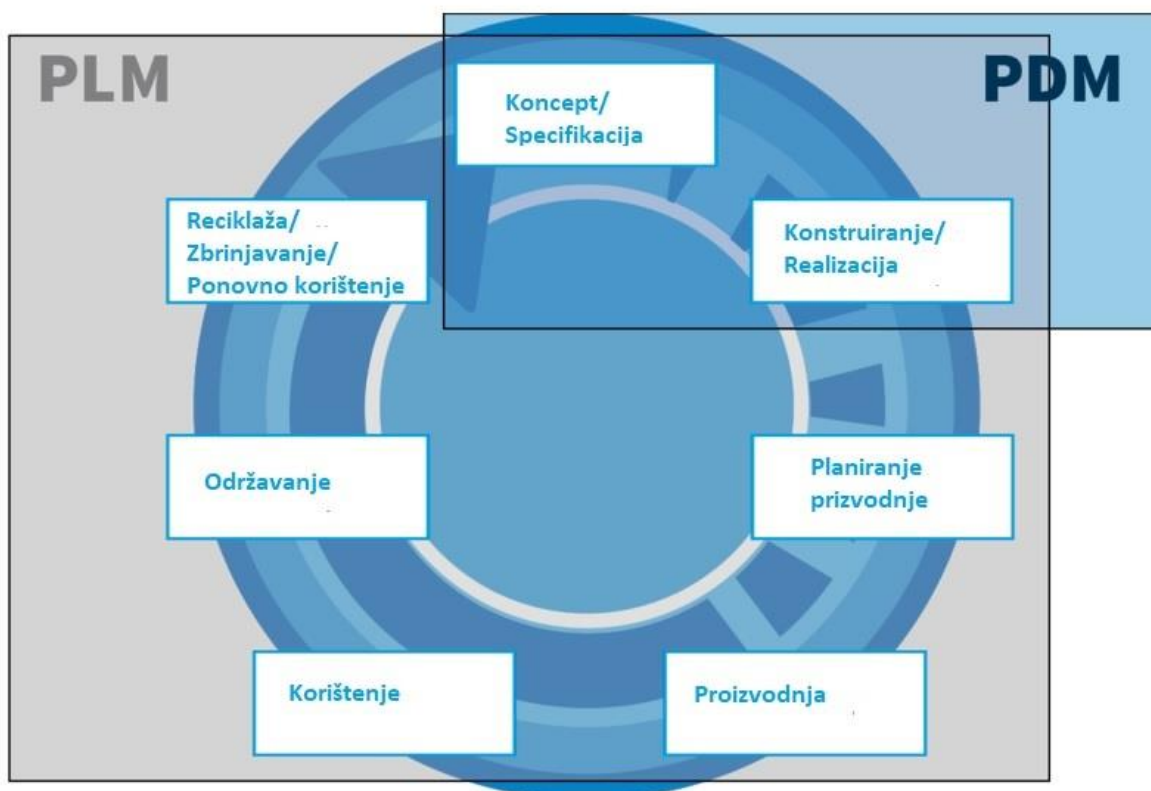 PLM
PDM
Koncept/
Specifikacija
Konstruiranje/
Realizacija
Planiranje
prizvodnje
Proizvodnja
Korištenje
Održavanje
Reciklaža/
Zbrinjavanje/
Ponovno korištenje